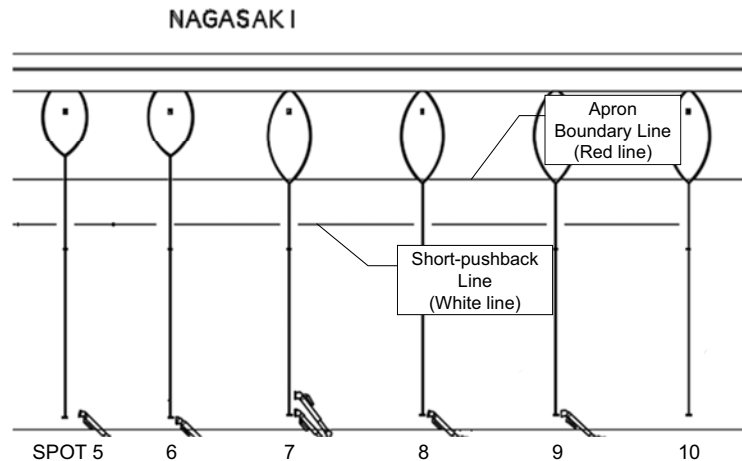 NAGASAKI
Apron
Boundary Line
(Red line)
Short-pushback
Line
(White line)
SPOT 5 6 7 8 9 10